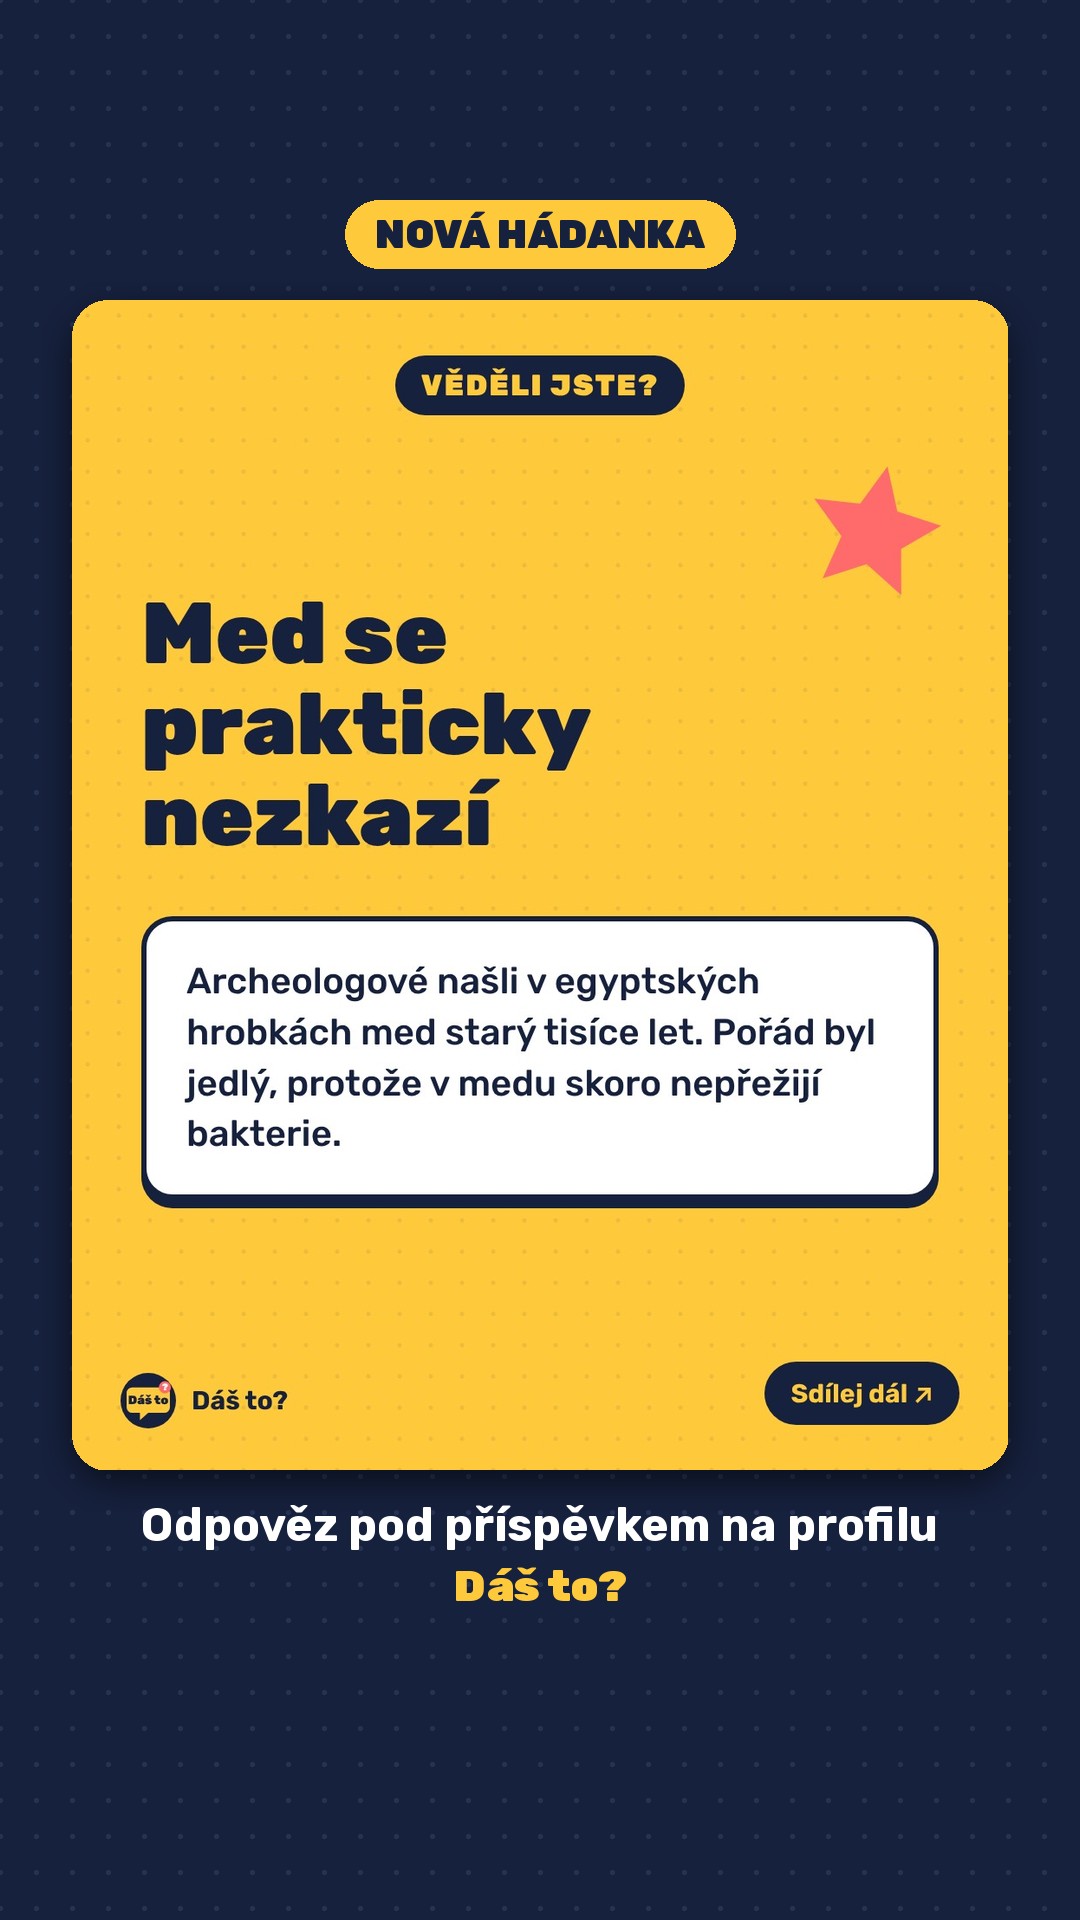 NOVÁ HÁDANKA
VĚDĚLI JSTE?
Med se
prakticky
nezkazí
Archeologové našli v egyptských
hrobkách med starý tisíce let. Pořád byl
jedlý, protože v medu skoro nepřežijí
bakterie.
Dáš to ?
Dáš to?
Sdílej dál ↗
Odpověz pod příspěvkem na profilu
Dáš to?